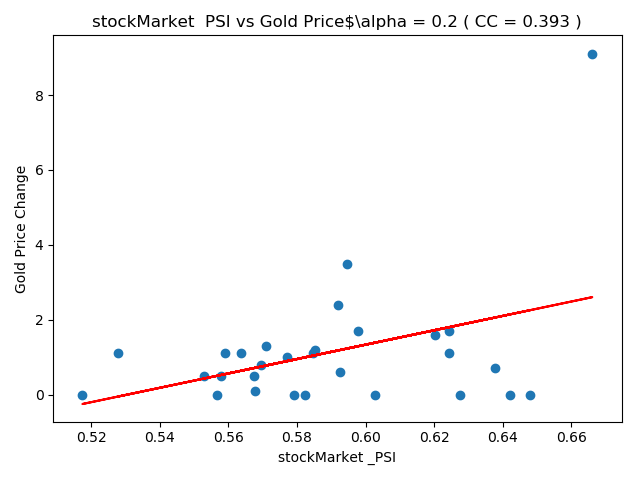 stockMarket  PSI vs Gold Price$\alpha = 0.2 ( CC = 0.393 )
Gold Price Change
8
6
4
2
0
0.52 0.54 0.56 0.58 0.60 0.62 0.64 0.66
stockMarket _PSI